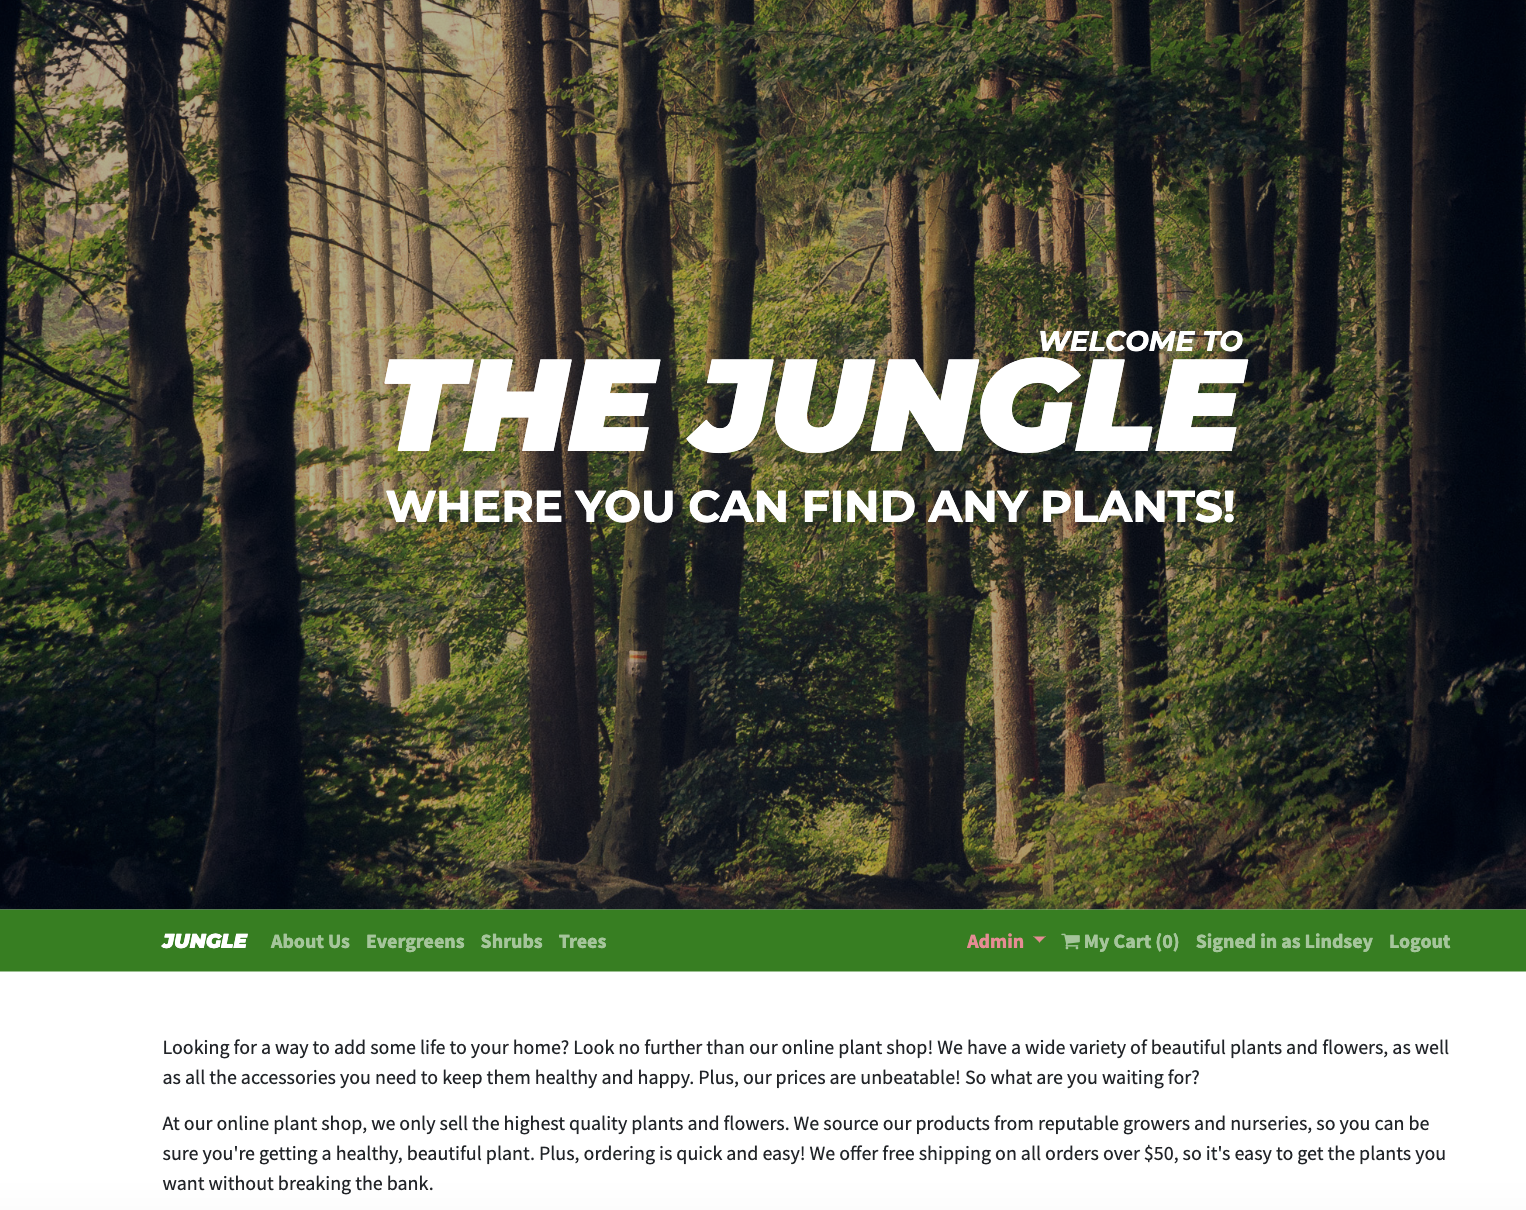 WELCOME TO
THE JUNGLE
WHERE YOU CAN FIND ANY PLANTS!
JUNGLE About Us Evergreens Shrubs Trees Admin My Cart (0) Signed in as Lindsey Logout
Looking for a way to add some life to your home? Look no further than our online plant shop! We have a wide variety of beautiful plants and flowers, as well
as all the accessories you need to keep them healthy and happy. Plus, our prices are unbeatable! So what are you waiting for?
At our online plant shop, we only sell the highest quality plants and flowers. We source our products from reputable growers and nurseries, so you can be
sure you're getting a healthy, beautiful plant. Plus, ordering is quick and easy! We offer free shipping on all orders over $50, so it's easy to get the plants you
want without breaking the bank.